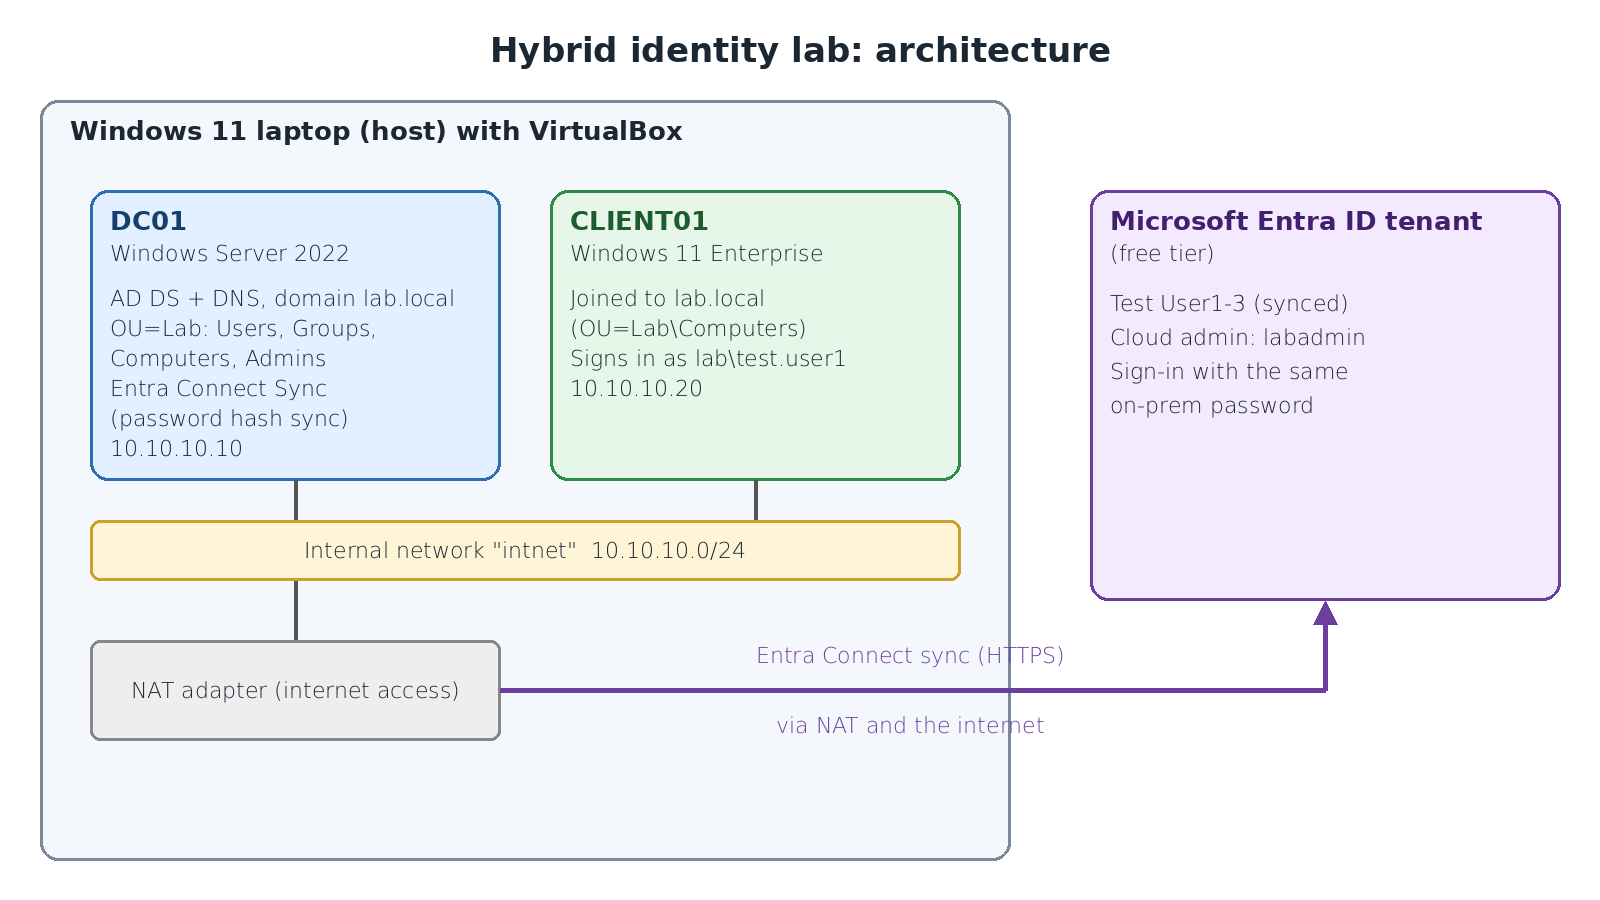 Hybrid identity lab: architecture
Windows 11 laptop (host) with VirtualBox
DC01
Windows Server 2022
AD DS + DNS, domain lab.local
OU=Lab: Users, Groups,
Computers, Admins
Entra Connect Sync
(password hash sync)
10.10.10.10
CLIENT01
Windows 11 Enterprise
Joined to lab.local
(OU=Lab\Computers)
Signs in as lab\test.user1
10.10.10.20
Microsoft Entra ID tenant
(free tier)
Test User1-3 (synced)
Cloud admin: labadmin
Sign-in with the same
on-prem password
Internal network "intnet"  10.10.10.0/24
NAT adapter (internet access)
Entra Connect sync (HTTPS)
via NAT and the internet